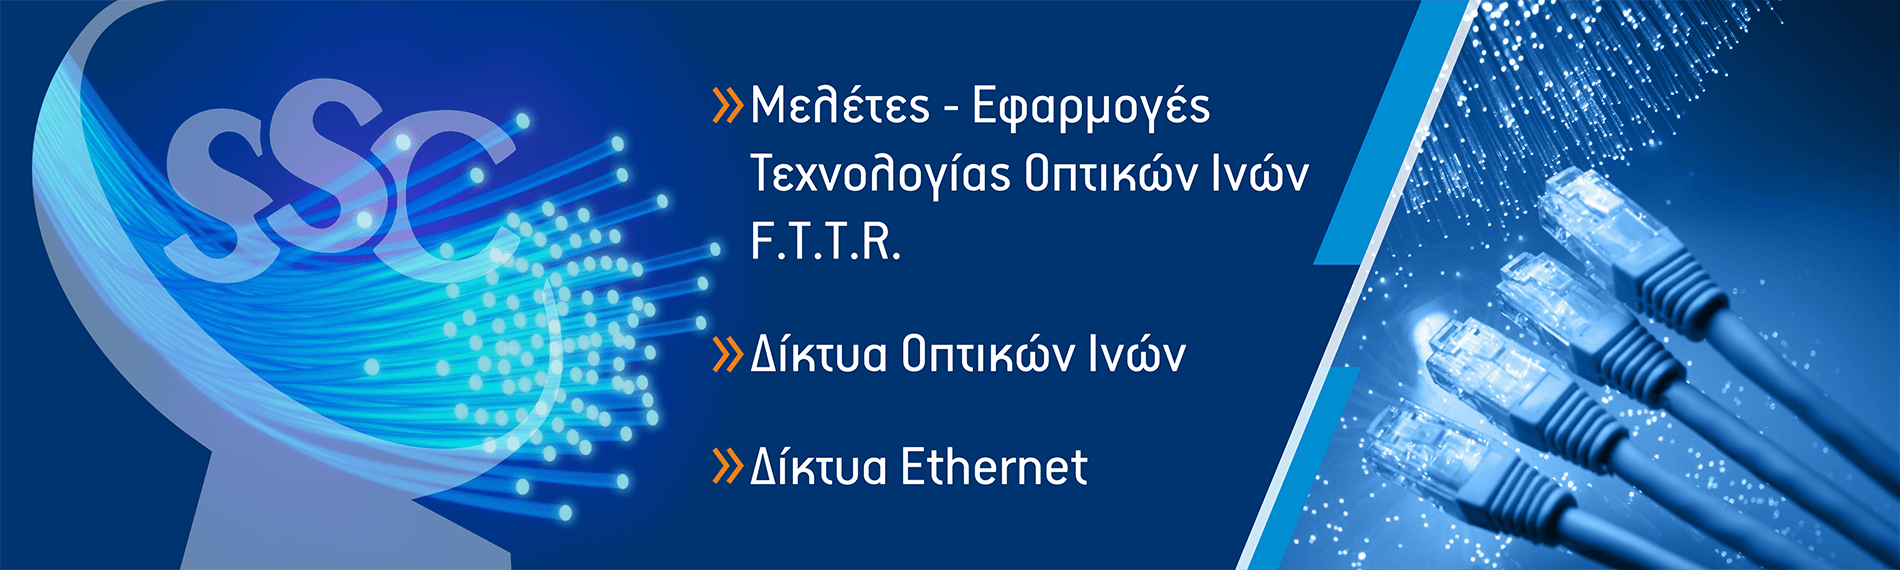 SSC
» Μελέτες - Εφαρμογές
Τεχνολογίας Οπτικών Ινών
F.T.T.R.
» Δίκτυα Οπτικών Ινών
» Δίκτυα Ethernet